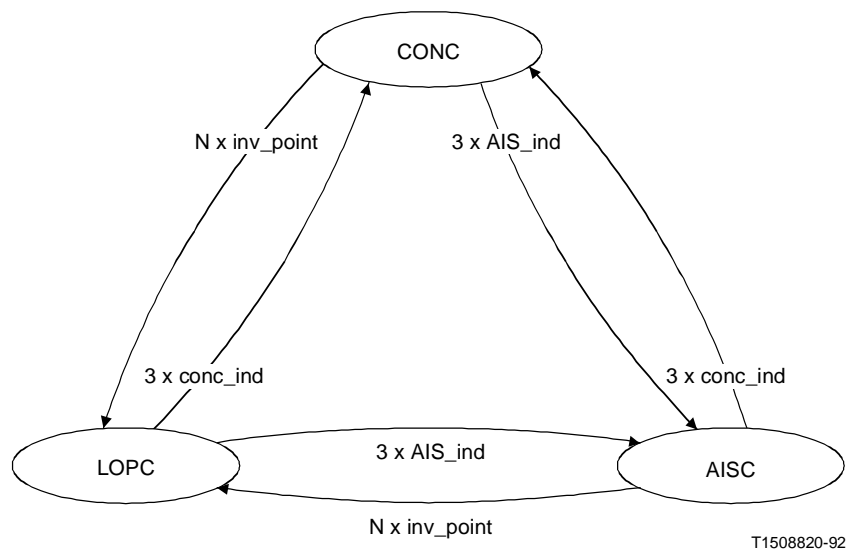 CONC
N x inv_point
3 x AIS_ind
3 x conc_ind
3 x conc_ind
LOPC
3 x AIS_ind
AISC
N x inv_point
T1508820-92